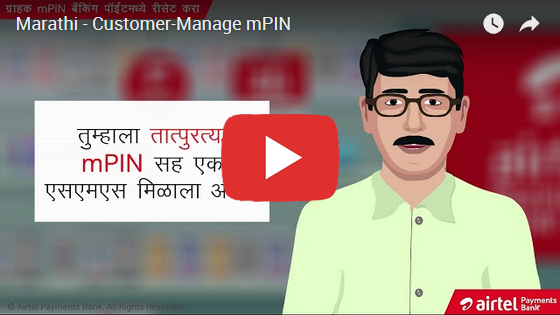 ग्राहक mPIN बँकिंग पॉईंटमध्ये रीसेट करा
Marathi - Customer-Manage mPIN
तुम्हाला तात्पुरत्या
mPIN सह एक
एसएमएस मिळाला
© Airtel Payments Bank. All Rights Reserved.
airtel Payments Bank